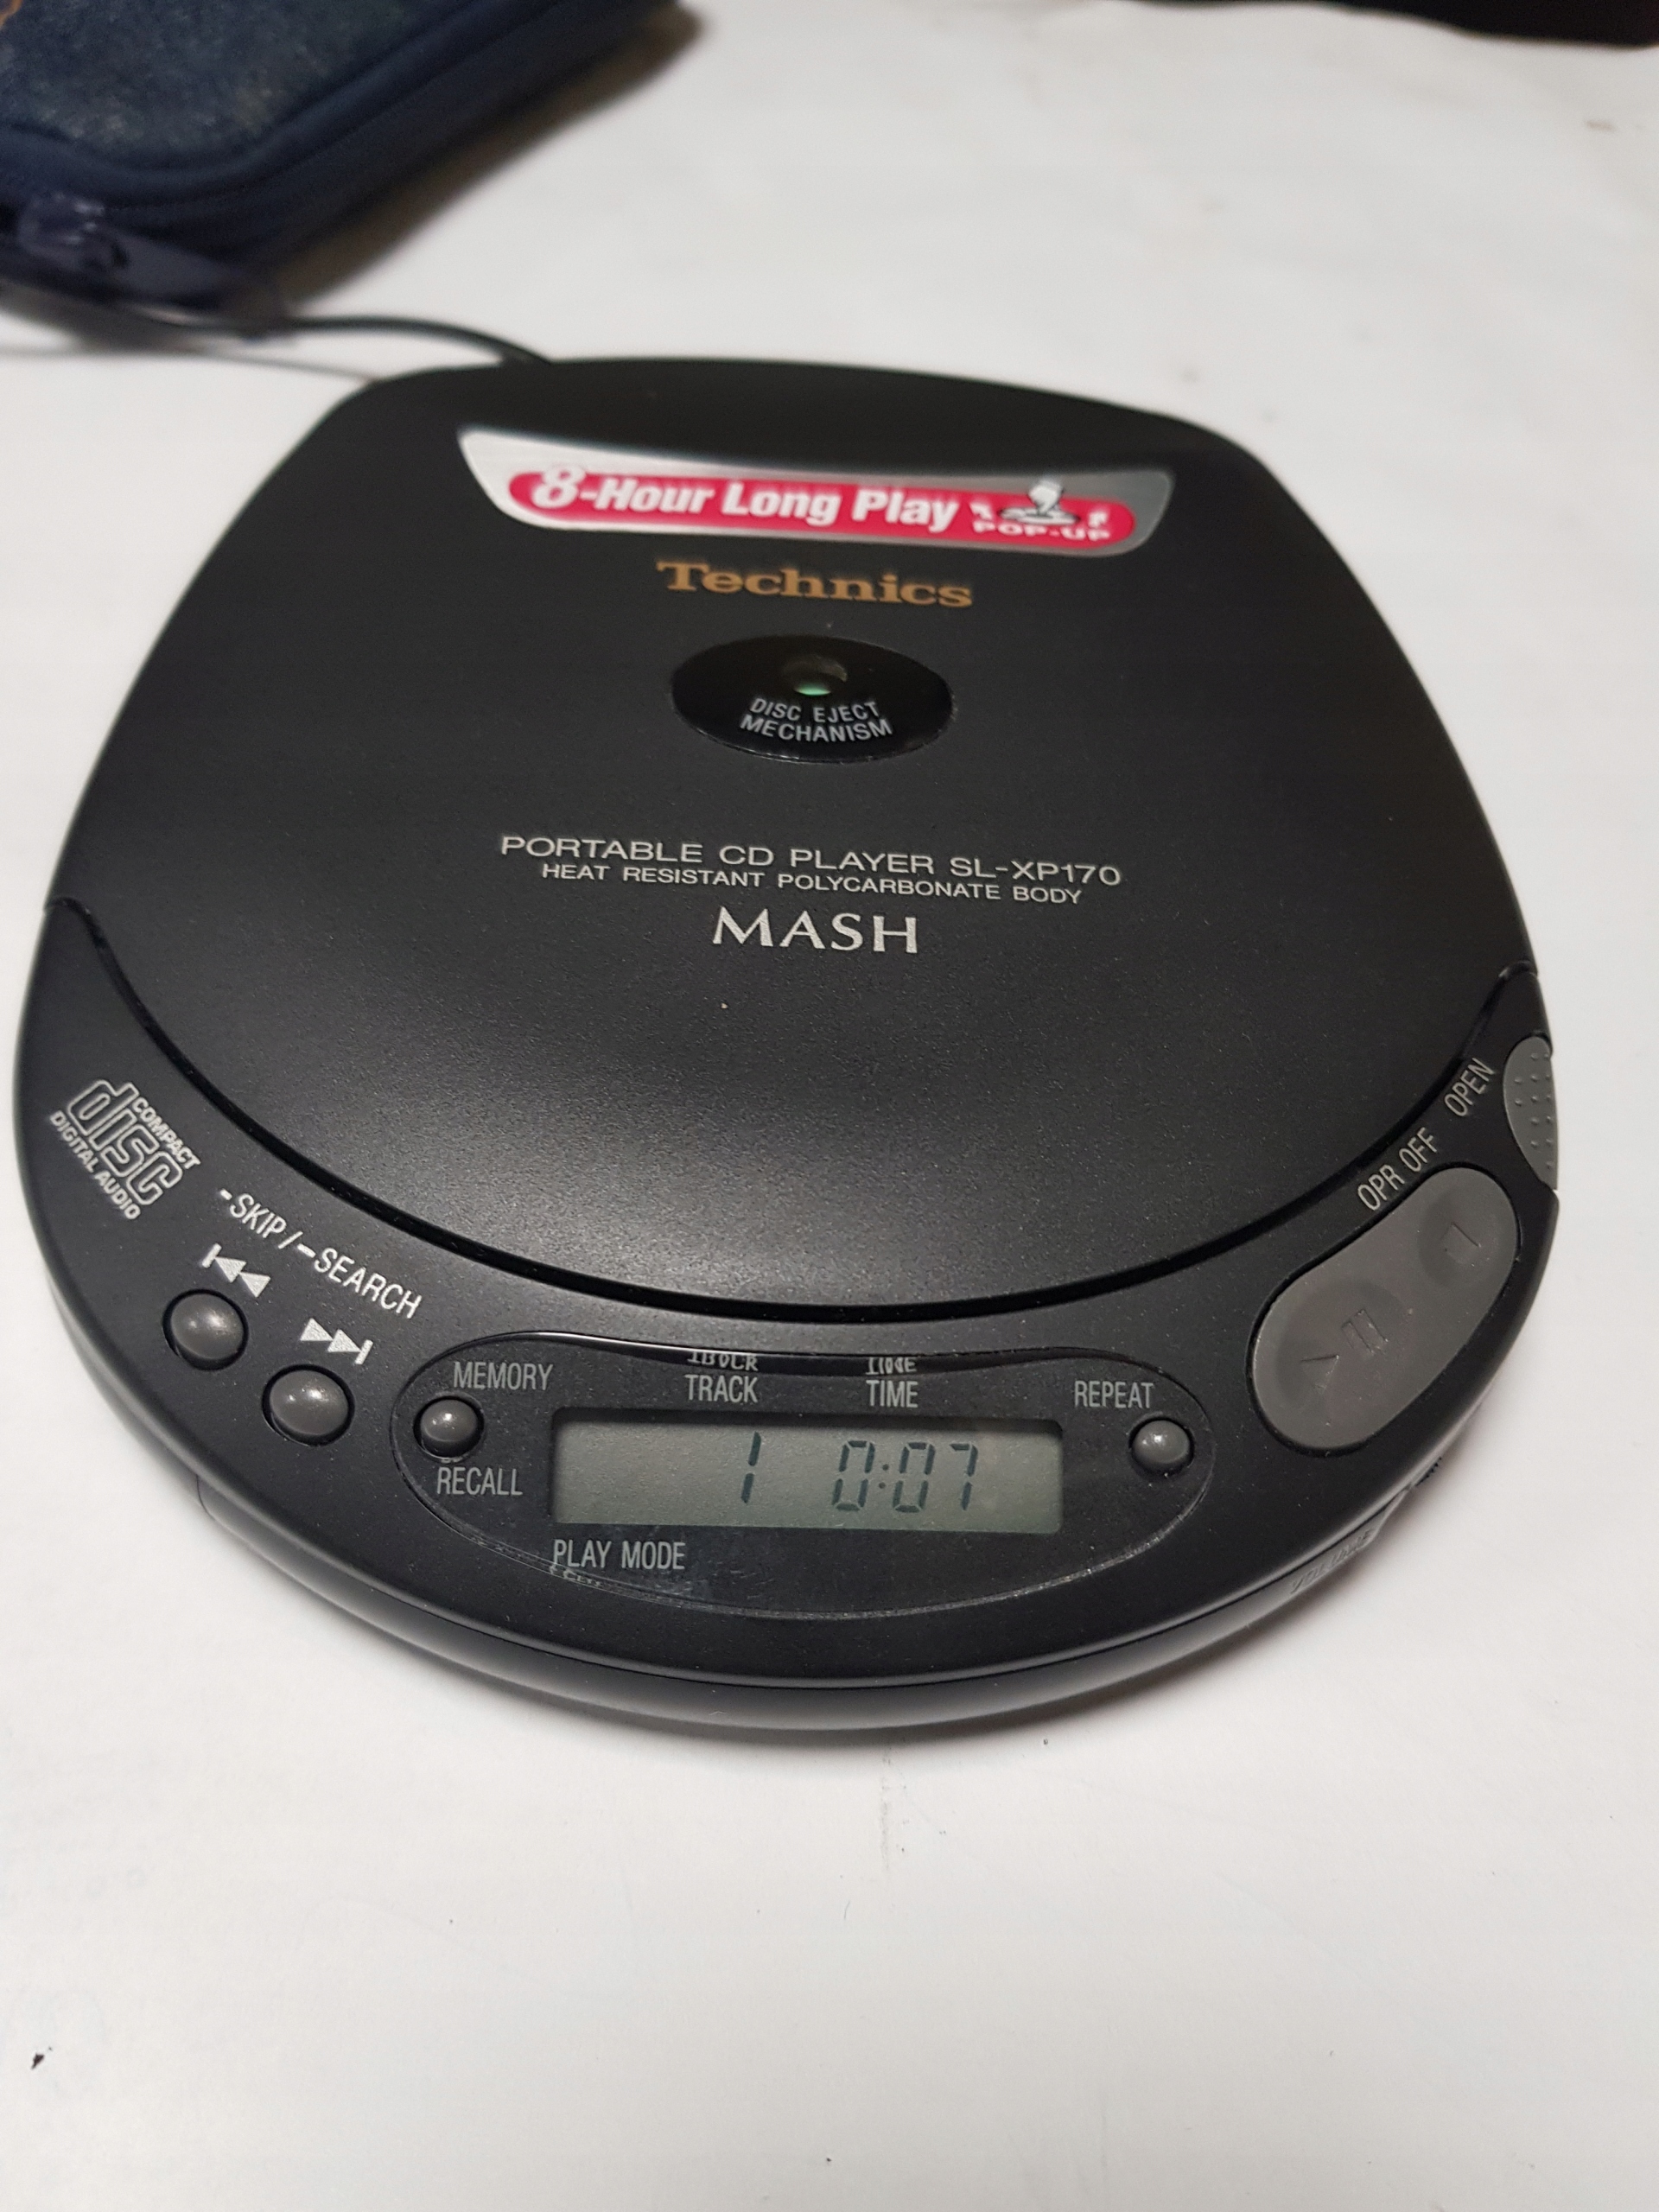 8-Hour Long Play POP-UP
Technics
DISC EJECT
MECHANISM
PORTABLE CD PLAYER SL-XP170
HEAT RESISTANT POLYCARBONATE BODY
MASH
COMPACT
disc
DIGITAL AUDIO
-SKIP/-SEARCH
OPEN
OPR OFF
MEMORY
TRACK
TIME
REPEAT
1 0:07
RECALL
PLAY MODE